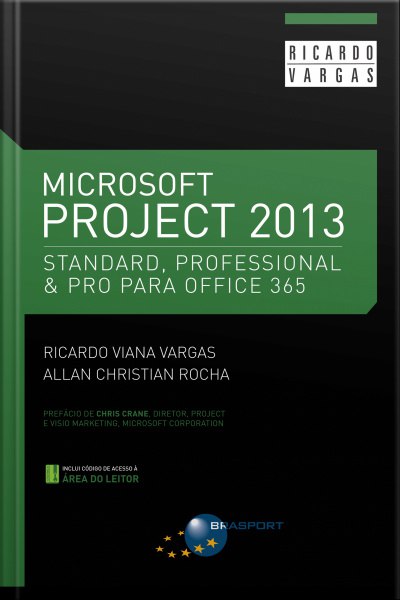 RICARDO
VARGAS
MICROSOFT
PROJECT 2013
STANDARD, PROFESSIONAL
& PRO PARA OFFICE 365
RICARDO VIANA VARGAS
ALLAN CHRISTIAN ROCHA
PREFÁCIO DE CHRIS CRANE, DIRETOR, PROJECT
E VISIO MARKETING, MICROSOFT CORPORATION
INCLUI CÓDIGO DE ACESSO À
ÁREA DO LEITOR
BRASPORT